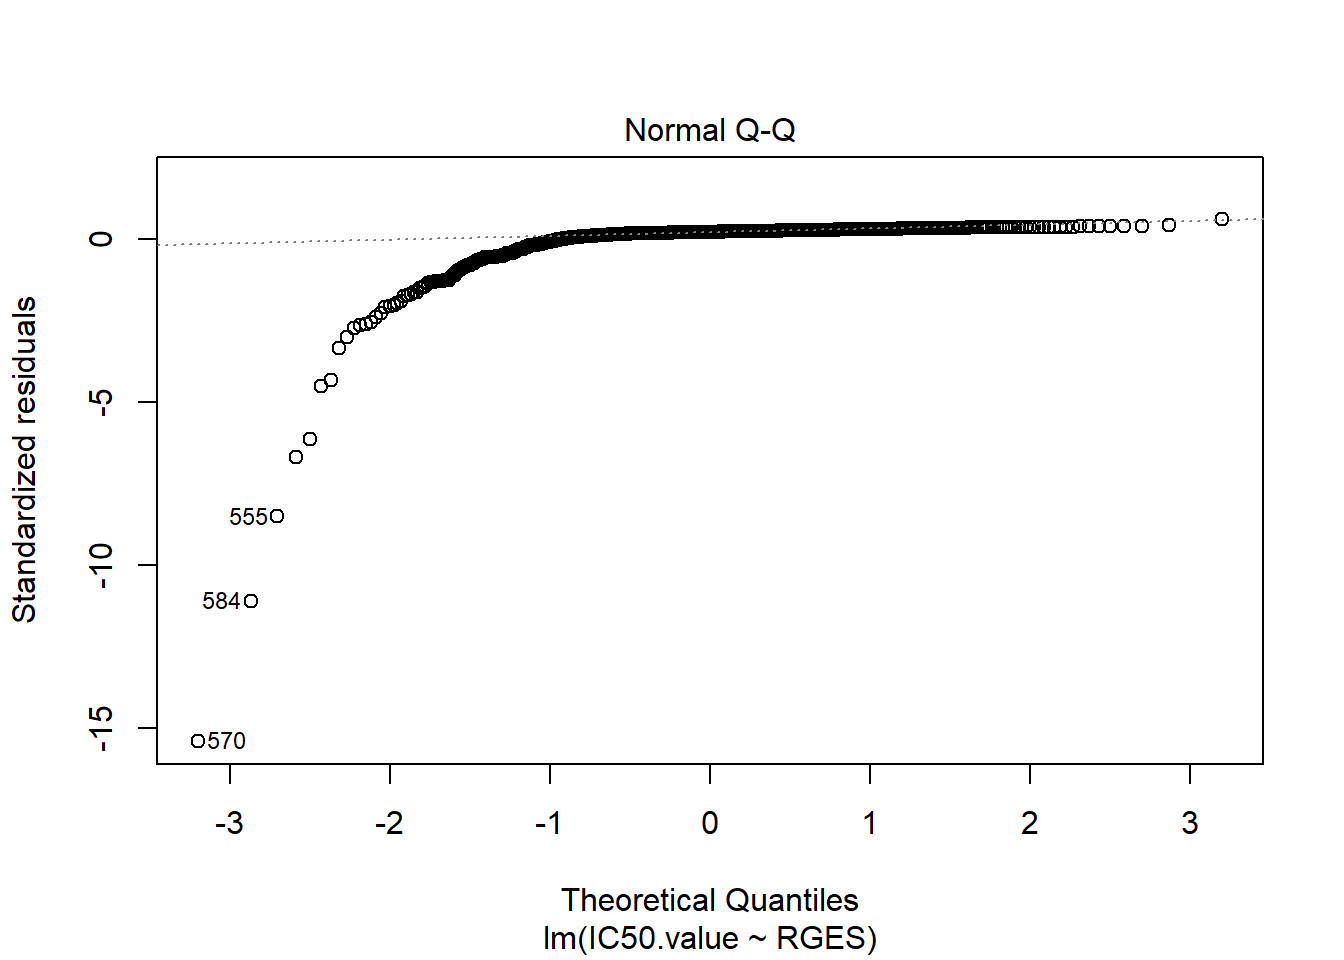 Normal Q-Q
Standardized residuals
0
-5
-10
-15
555
584
570
-3 -2 -1 0 1 2 3
Theoretical Quantiles
lm(IC50.value ~ RGES)